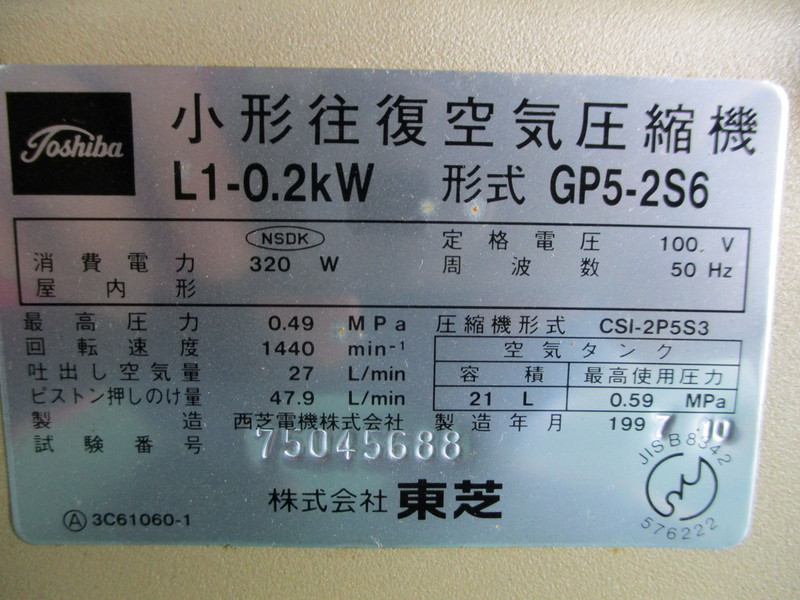 Toshiba
小形往復空気圧縮機
L1-0.2kW 形式 GP5-2S6
NSDK
定格電圧 100 V
消費電力 320 W
周波数 50 Hz
屋内形
最高圧力 0.49 MPa
圧縮機形式 CSI-2P5S3
回転速度 1440 min⁻¹
空気タンク
吐出し空気量 27 L/min
容積 最高使用圧力
ピストン押しのけ量 47.9 L/min
21 L 0.59 MPa
製造 西芝電機株式会社
製造年月 1997.10
試験番号 75045688
JIS B 8342
株式会社 東芝
Ⓐ 3C61060-1
576222